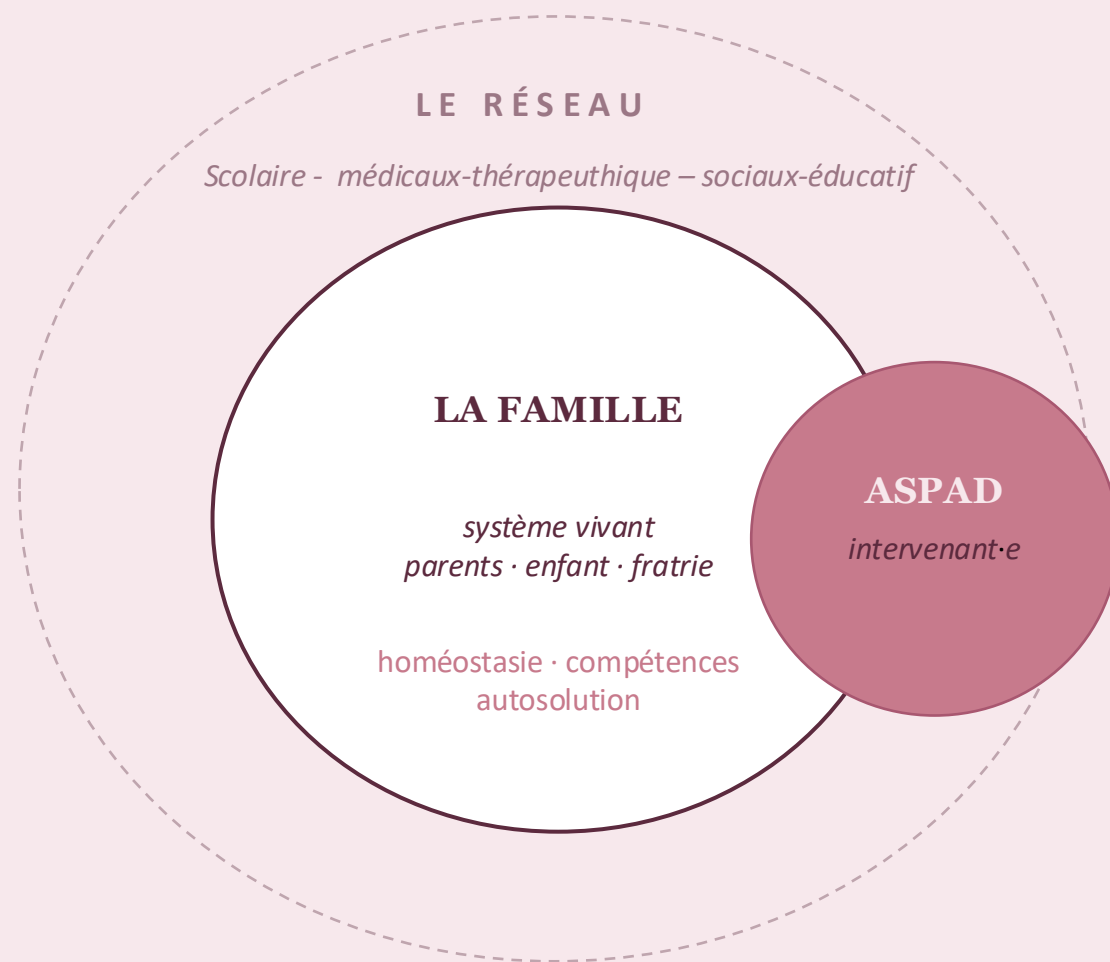 LE RÉSEAU
Scolaire -  médicaux-thérapeuthique – sociaux-éducatif
LA FAMILLE
système vivant
parents · enfant · fratrie
homéostasie · compétences
autosolution
ASPAD
intervenant·e